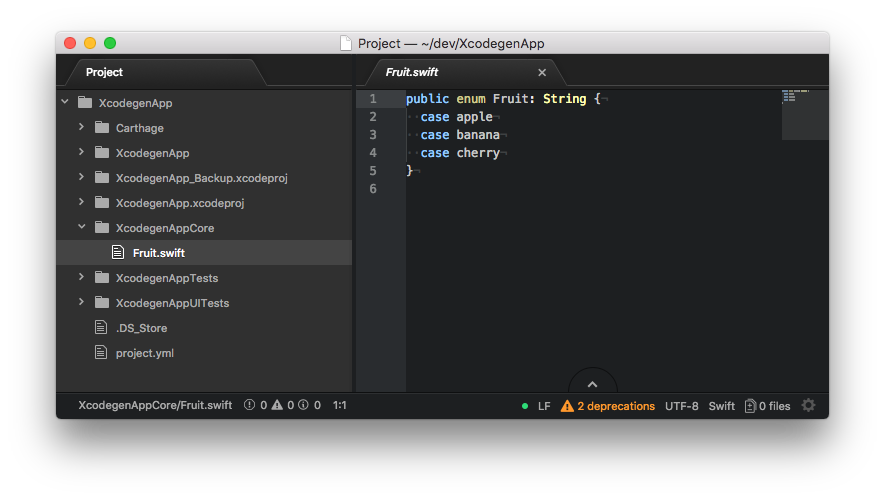 Project — ~/dev/XcodegenApp
Project
Fruit.swift
XcodegenApp
Carthage
XcodegenApp
XcodegenApp_Backup.xcodeproj
XcodegenApp.xcodeproj
XcodegenAppCore
Fruit.swift
XcodegenAppTests
XcodegenAppUITests
.DS_Store
project.yml
1 public enum Fruit: String {¬
2 ··case apple¬
3 ··case banana¬
4 ··case cherry¬
5 }¬
6
XcodegenAppCore/Fruit.swift 0 0 0 1:1 LF 2 deprecations UTF-8 Swift 0 files